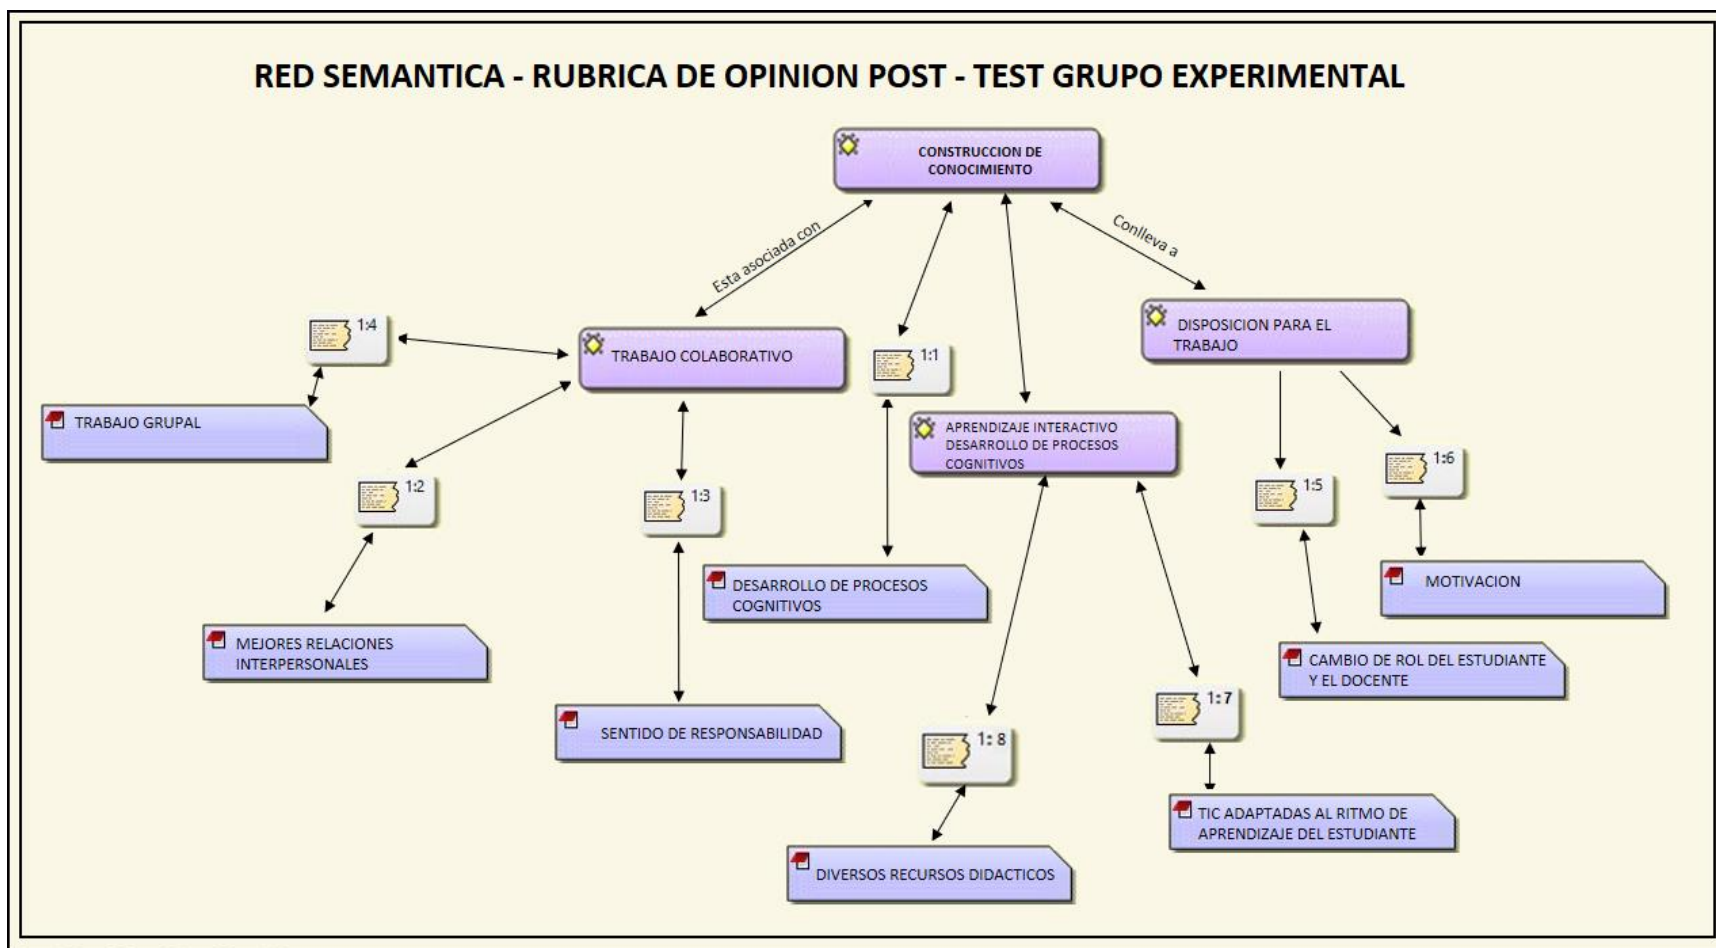 RED SEMANTICA - RUBRICA DE OPINION POST - TEST GRUPO EXPERIMENTAL
CONSTRUCCION DE
CONOCIMIENTO
Esta asociada con
Conlleva a
1:4
TRABAJO COLABORATIVO
1:1
DISPOSICION PARA EL
TRABAJO
TRABAJO GRUPAL
APRENDIZAJE INTERACTIVO
DESARROLLO DE PROCESOS
COGNITIVOS
1:2
1:3
1:5
1:6
DESARROLLO DE PROCESOS
COGNITIVOS
MOTIVACION
MEJORES RELACIONES
INTERPERSONALES
CAMBIO DE ROL DEL ESTUDIANTE
Y EL DOCENTE
SENTIDO DE RESPONSABILIDAD
1: 8
1: 7
TIC ADAPTADAS AL RITMO DE
APRENDIZAJE DEL ESTUDIANTE
DIVERSOS RECURSOS DIDACTICOS